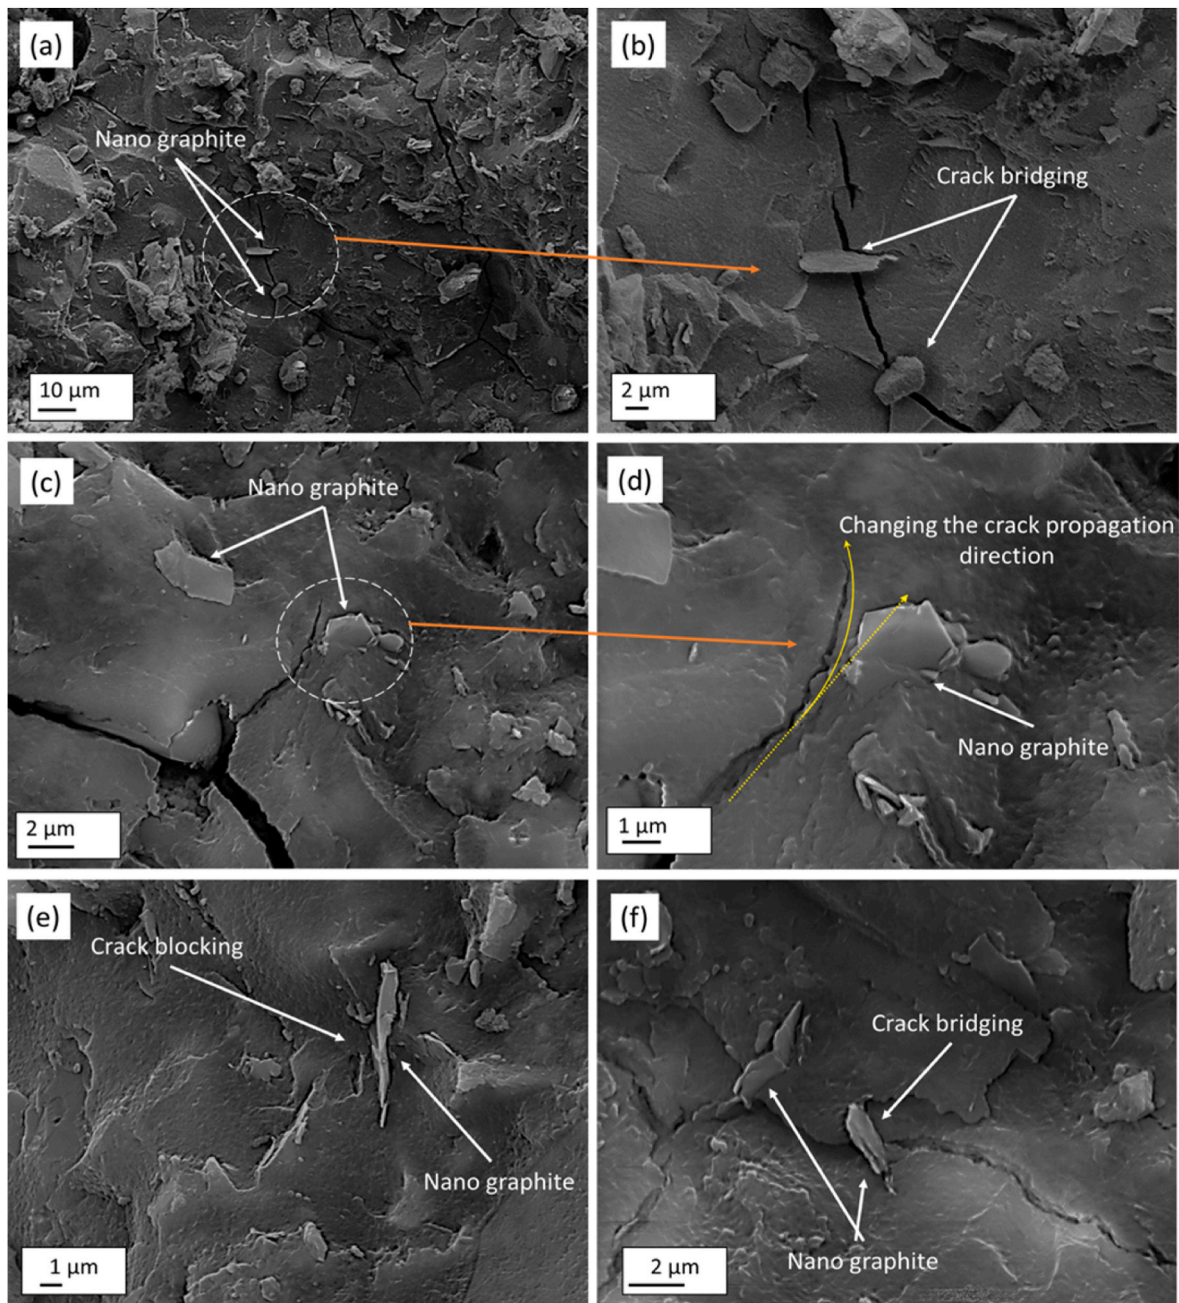 (a)
Nano graphite
10 µm
(b)
Crack bridging
2 µm
(c)
Nano graphite
2 µm
(d)
Changing the crack propagation
direction
Nano graphite
1 µm
(e)
Crack blocking
Nano graphite
1 µm
(f)
Crack bridging
Nano graphite
2 µm